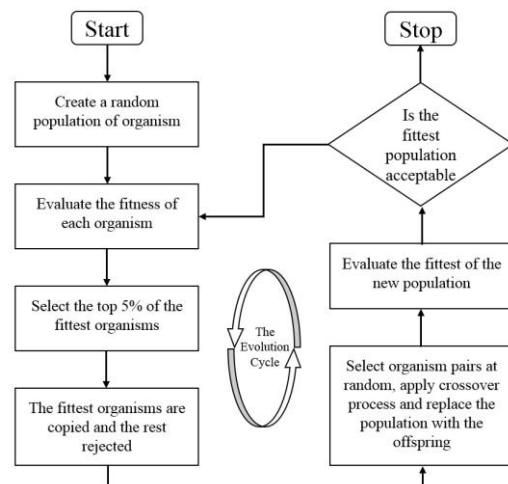 Start
Create a random
population of organism
Evaluate the fitness of
each organism
Select the top 5% of the
fittest organisms
The fittest organisms are
copied and the rest
rejected
The
Evolution
Cycle
Stop
Is the
fittest
population
acceptable
Evaluate the fittest of the
new population
Select organism pairs at
random, apply crossover
process and replace the
population with the
offspring